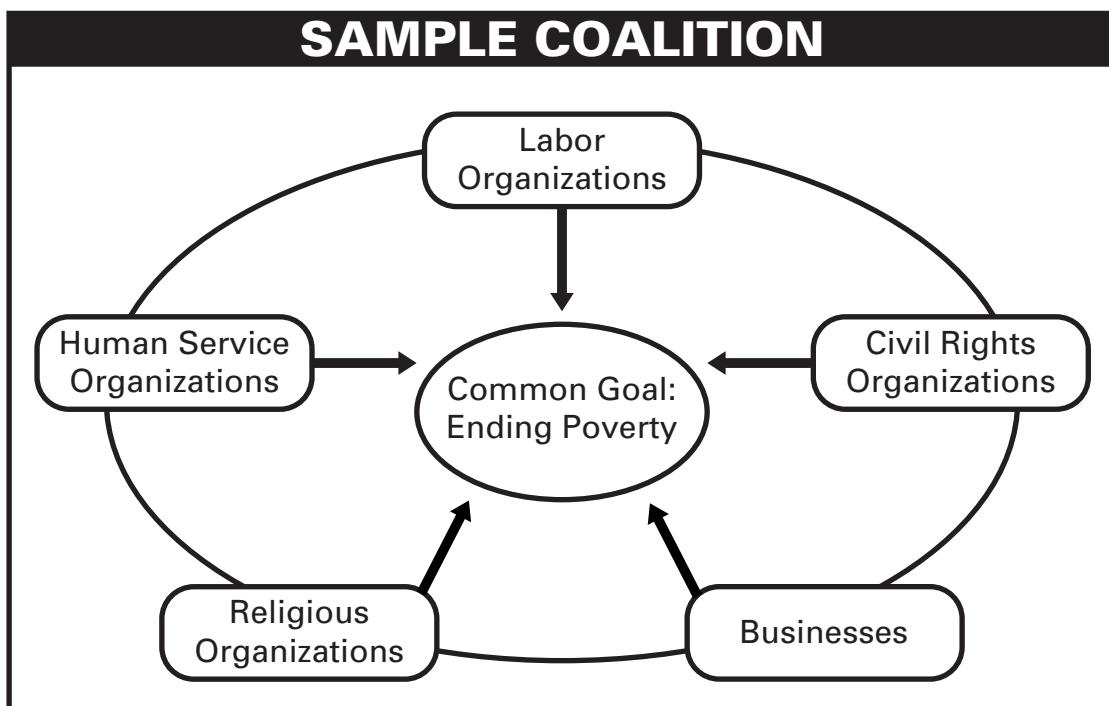 SAMPLE COALITION
Labor
Organizations
Human Service
Organizations
Civil Rights
Organizations
Common Goal:
Ending Poverty
Religious
Organizations
Businesses